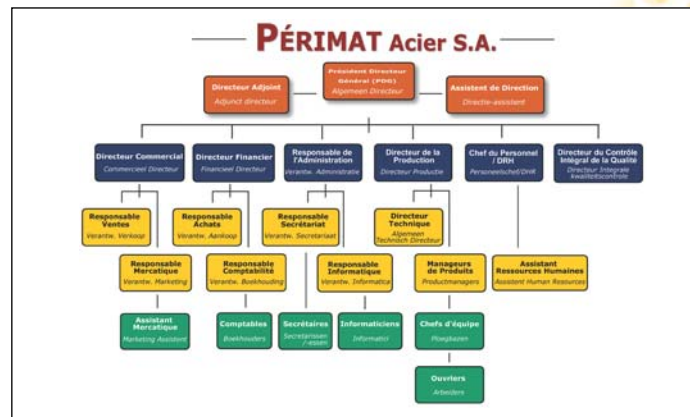 PÉRIMAT Acier S.A.
Président Directeur
Général (PDG)
Algemeen Directeur
Directeur Adjoint
Adjunct directeur
Assistent de Direction
Directie-assistent
Directeur Commercial
Commercieel Directeur
Directeur Financier
Financieel Directeur
Responsable de
l'Administration
Verantw. Administratie
Directeur de la
Production
Directeur Productie
Chef du Personnel
/ DRH
Personeelschef/DHR
Directeur du Contrôle
Intégral de la Qualité
Directeur Integrale
kwaliteitscontrole
Responsable
Ventes
Verantw. Verkoop
Responsable
Achats
Verantw. Aankoop
Responsable
Sécrétariat
Verantw. Secretariaat
Directeur
Technique
Algemeen
Technisch Directeur
Responsable
Mercatique
Verantw. Marketing
Responsable
Comptabilité
Verantw. Boekhouding
Responsable
Informatique
Verantw. Informatica
Manageurs
de Produits
Productmanagers
Assistant
Ressources Humaines
Assistent Human Resources
Assistant
Mercatique
Marketing Assistent
Comptables
Boekhouders
Secrétaires
Secretarissen
/-essen
Informaticiens
Informatici
Chefs d'équipe
Ploegbazen
Ouvriers
Arbeiders